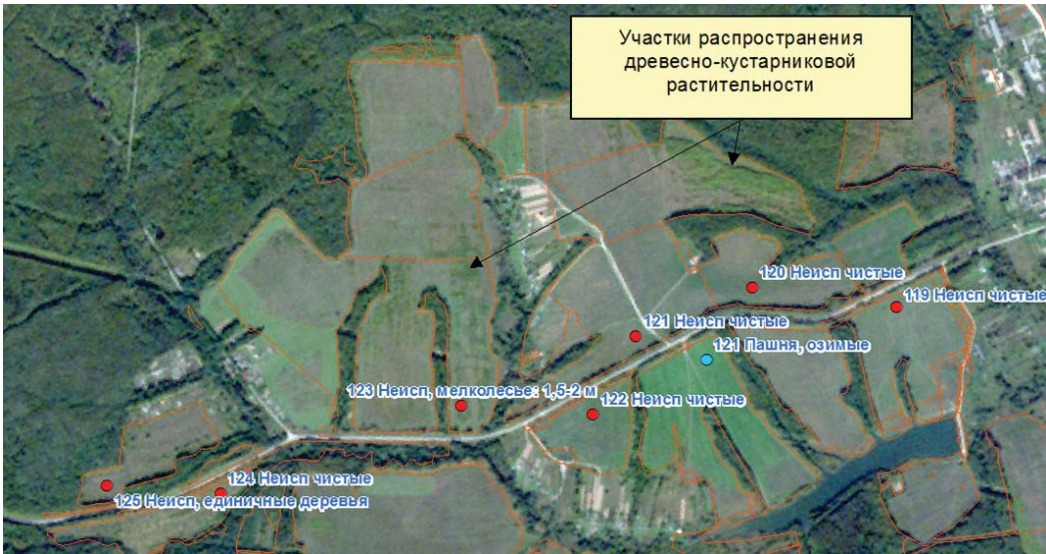 Участки распространения
древесно-кустарниковой
растительности
120 Неисп чистые
119 Неисп чистые
121 Неисп чистые
121 Пашня, озимые
123 Неисп, мелколесье: 1,5-2 м
122 Неисп чистые
124 Неисп чистые
125 Неисп, единичные деревья